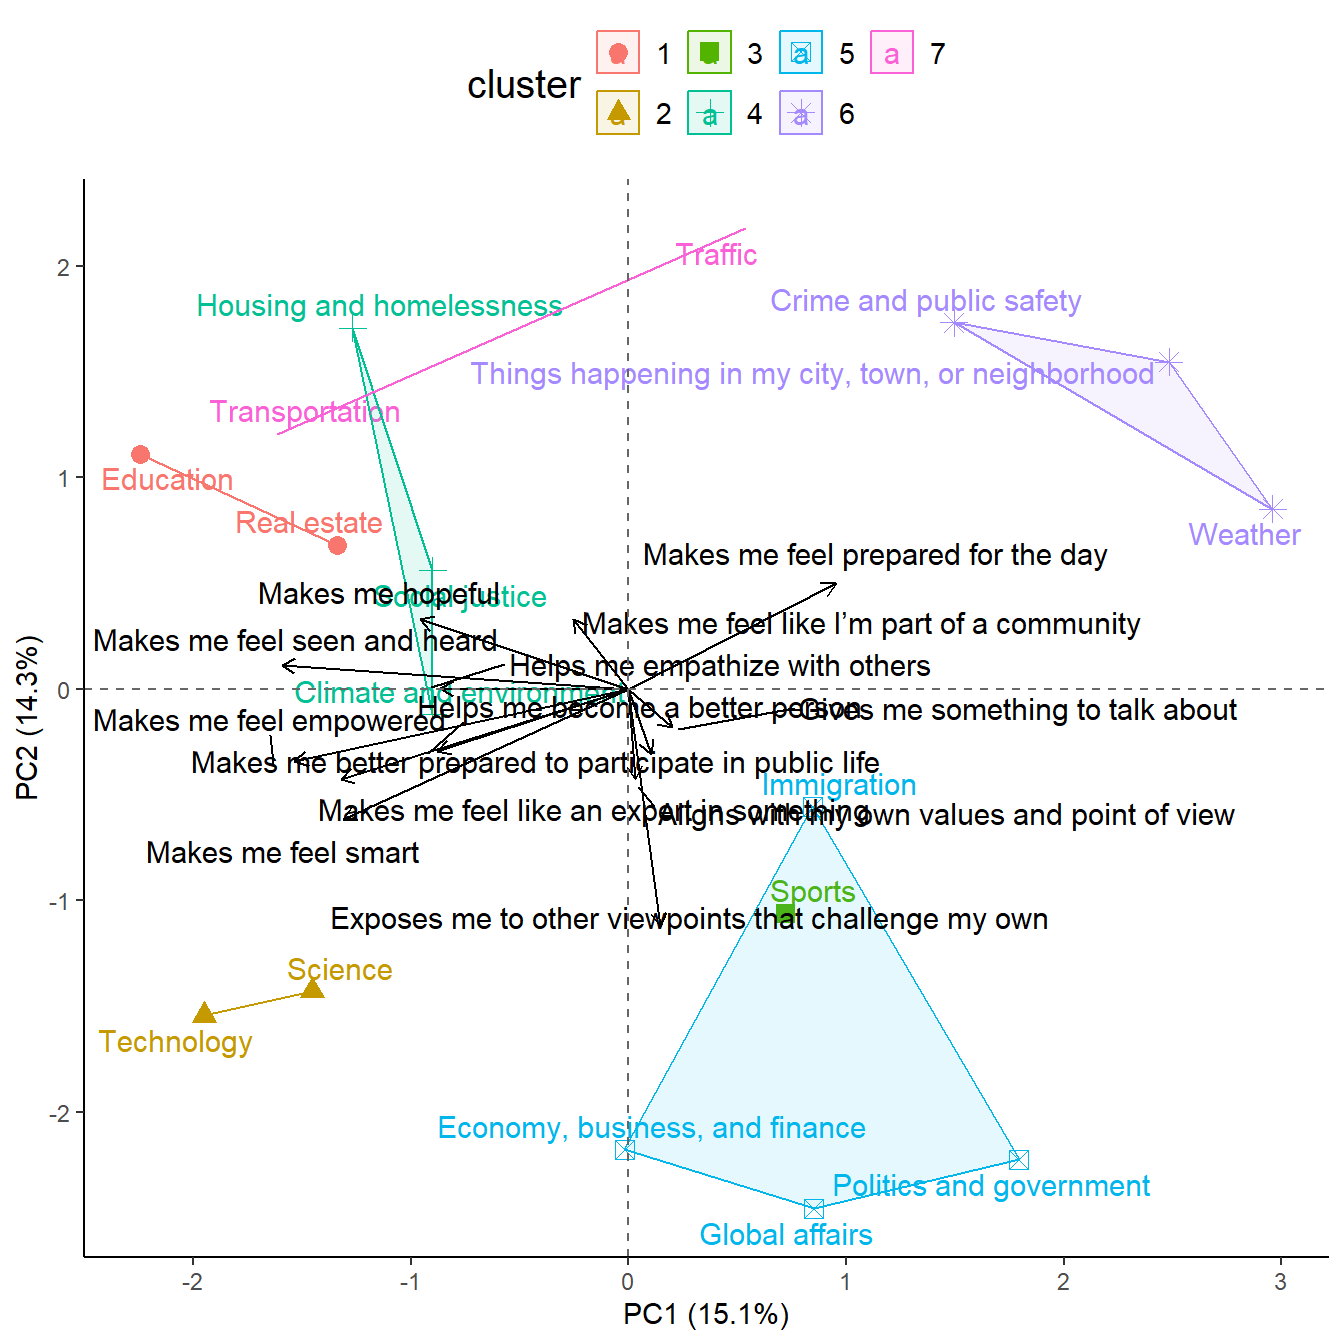 cluster
a 1 a 3 a 5 a 7
a 2 a 4 a 6
Traffic
2
Housing and homelessness
Crime and public safety
Things happening in my city, town, or neighborhood
Transportation
1
Education
Real estate
Weather
Makes me feel prepared for the day
Makes me hopeful
Social justice
Makes me feel like I’m part of a community
Makes me feel seen and heard
Helps me empathize with others
0
Climate and environment
Helps me become a better person
Gives me something to talk about
Makes me feel empowered
Makes me better prepared to participate in public life
Immigration
Makes me feel like an expert in something
Aligns with my own values and point of view
Makes me feel smart
Sports
-1
Exposes me to other viewpoints that challenge my own
Science
Technology
-2
Economy, business, and finance
Politics and government
Global affairs
PC2 (14.3%)
-2 -1 0 1 2 3
PC1 (15.1%)